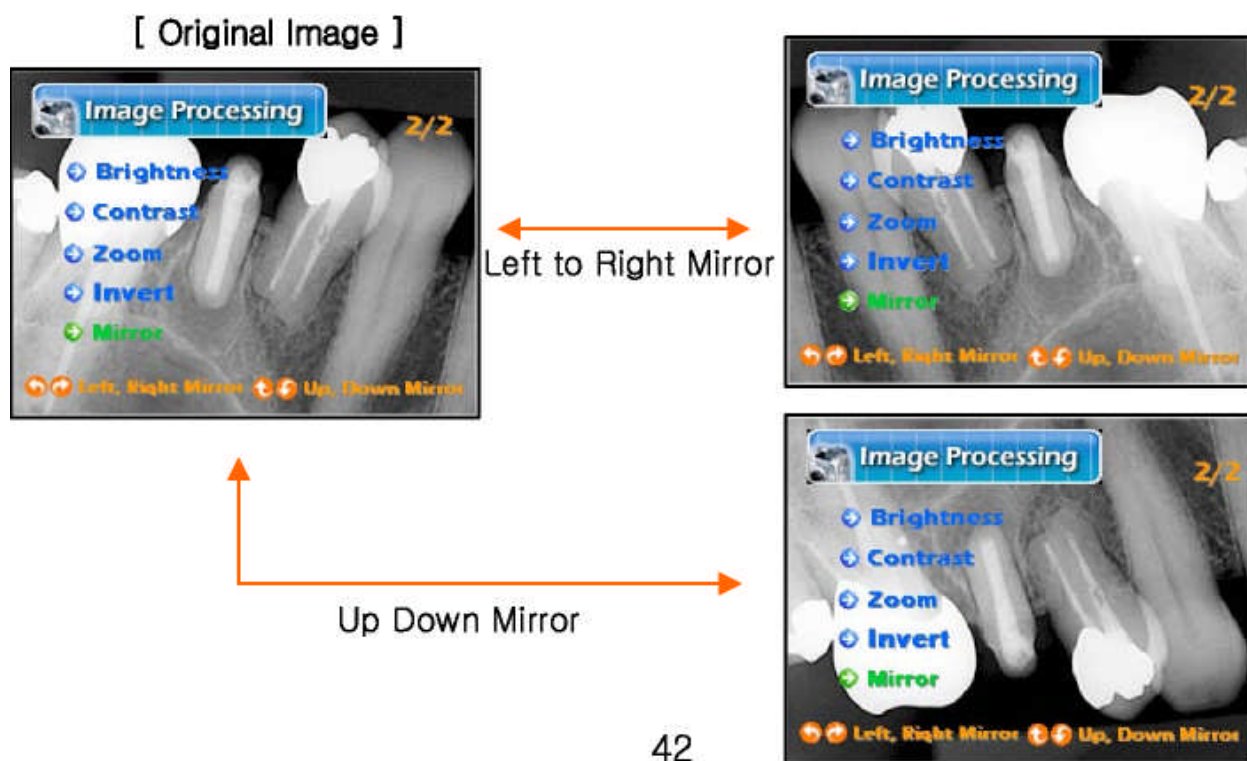 [ Original Image ]
Image Processing
2/2
Brightness
Contrast
Zoom
Invert
Mirror
Left, Right Mirror Up, Down Mirror
Left to Right Mirror
Image Processing
2/2
Brightness
Contrast
Zoom
Invert
Mirror
Left, Right Mirror Up, Down Mirror
Up Down Mirror
Image Processing
2/2
Brightness
Contrast
Zoom
Invert
Mirror
Left, Right Mirror Up, Down Mirror
42